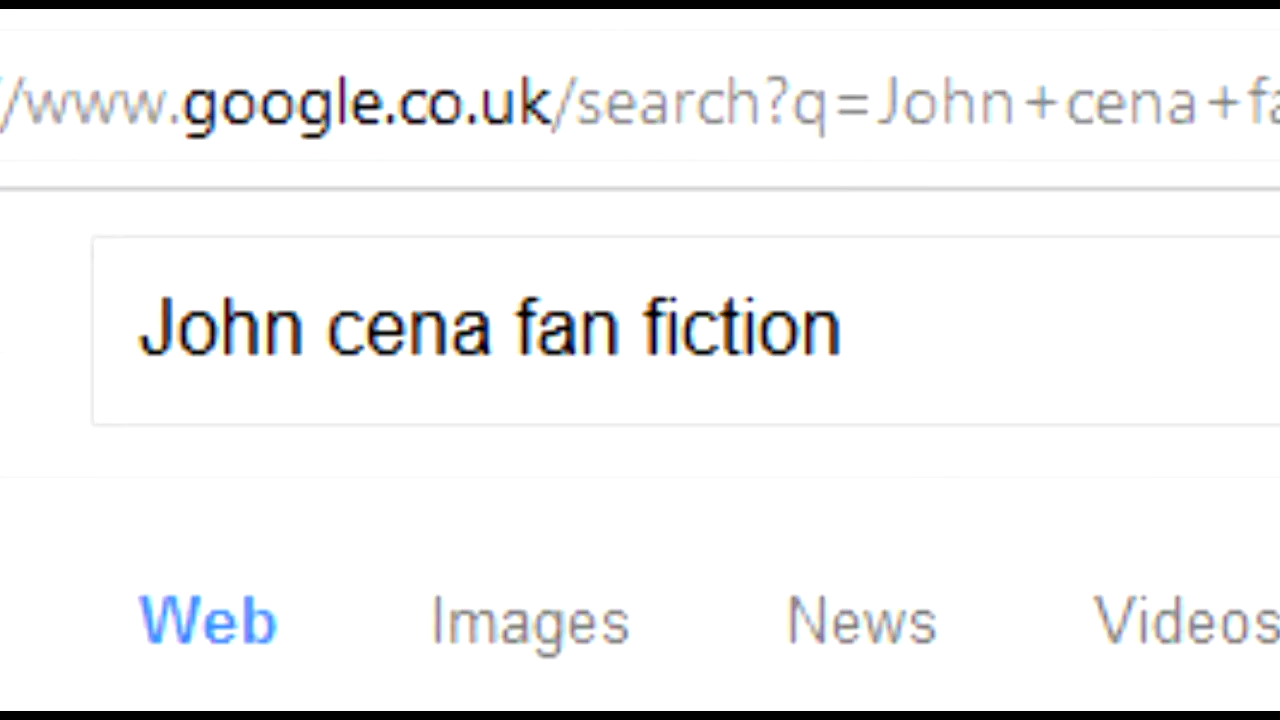 /www.google.co.uk/search?q=John+cena+fa
John cena fan fiction
Web Images News Videos